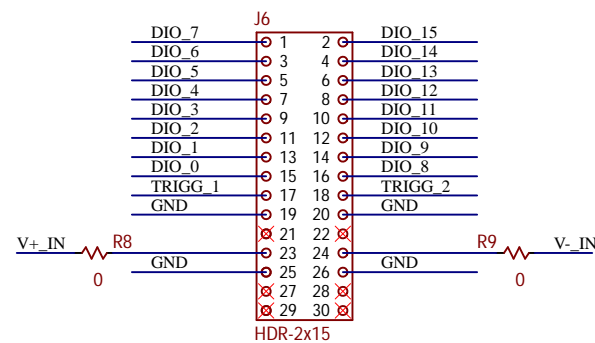 J6
DIO_7 1 2 DIO_15
DIO_6 3 4 DIO_14
DIO_5 5 6 DIO_13
DIO_4 7 8 DIO_12
DIO_3 9 10 DIO_11
DIO_2 11 12 DIO_10
DIO_1 13 14 DIO_9
DIO_0 15 16 DIO_8
TRIGG_1 17 18 TRIGG_2
GND 19 20 GND
21 22
V+_IN R8 23 24 R9 V-_IN
0 GND 25 26 GND 0
27 28
29 30
HDR-2x15